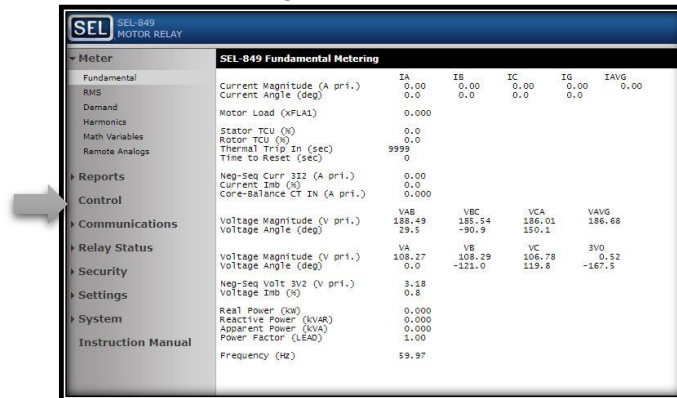 SEL SEL-849
MOTOR RELAY
Meter
Fundamental
RMS
Demand
Harmonics
Math Variables
Remote Analogs
Reports
Control
Communications
Relay Status
Security
Settings
System
Instruction Manual
SEL-849 Fundamental Metering
IA IB IC IG IAVG
Current Magnitude (A pri.) 0.00 0.00 0.00 0.00 0.00
Current Angle (deg) 0.0 0.0 0.0 0.0
Motor Load (xFLA1) 0.000
Stator TCU (%) 0.0
Rotor TCU (%) 0.0
Thermal Trip In (sec) 9999
Time to Reset (sec) 0
Neg-Seq Curr 3I2 (A pri.) 0.00
Current Imb (%) 0.0
Core-Balance CT IN (A pri.) 0.000
VAB VBC VCA VAVG
Voltage Magnitude (V pri.) 188.49 185.54 186.01 186.68
Voltage Angle (deg) 29.5 -90.9 150.1
VA VB VC 3V0
Voltage Magnitude (V pri.) 108.27 108.29 106.78 0.52
Voltage Angle (deg) 0.0 -121.0 119.8 -167.5
Neg-Seq Volt 3V2 (V pri.) 3.18
Voltage Imb (%) 0.8
Real Power (kW) 0.000
Reactive Power (kVAR) 0.000
Apparent Power (kVA) 0.000
Power Factor (LEAD) 1.00
Frequency (Hz) 59.97